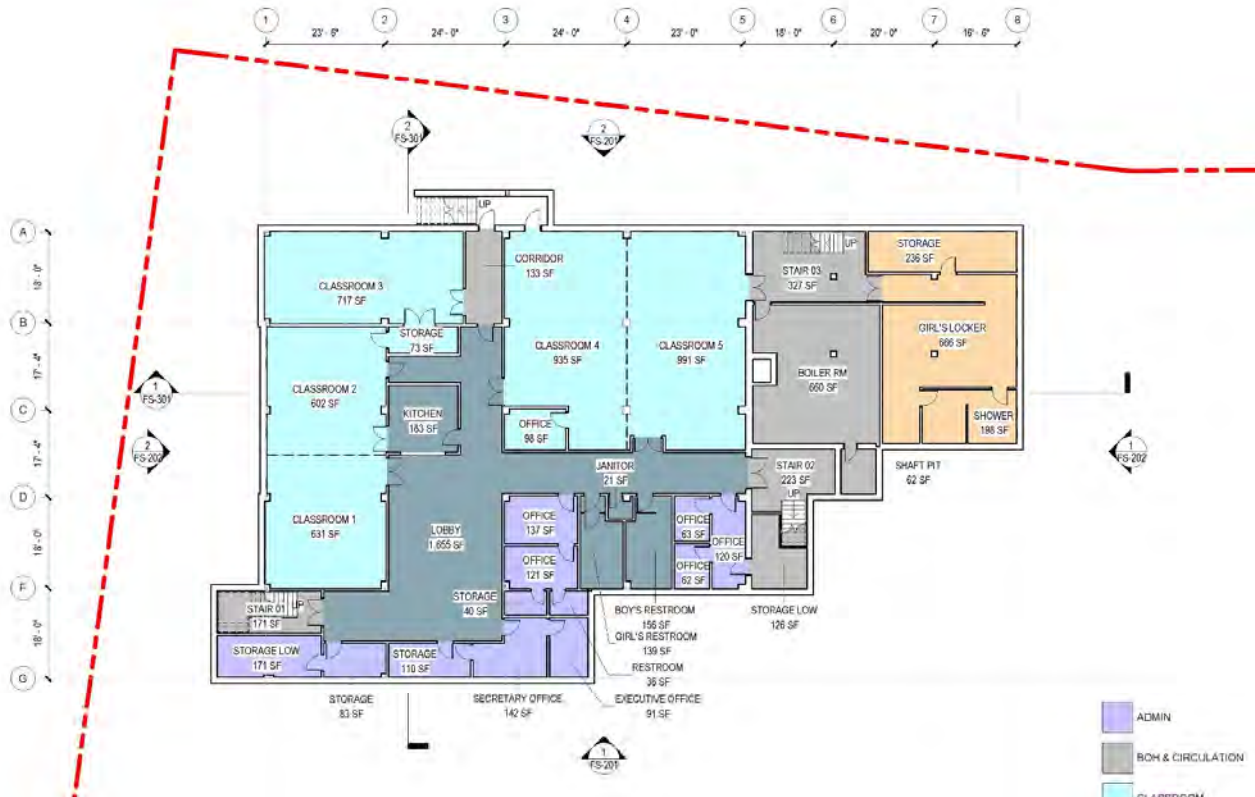 1 2 3 4 5 6 7 8
23' - 6" 24' - 0" 24' - 0" 23' - 0" 18' - 0" 20' - 0" 16' - 6"
2
FS-301
2
FS-201
UP
A
18' - 0"
B
17' - 4"
C
17' - 4"
D
18' - 0"
F
18' - 0"
G
CORRIDOR
133 SF
UP
STORAGE
236 SF
STAIR 03
327 SF
CLASSROOM 3
717 SF
STORAGE
73 SF
CLASSROOM 4
935 SF
CLASSROOM 5
991 SF
GIRL'S LOCKER
666 SF
BOILER RM
660 SF
1
FS-301
CLASSROOM 2
602 SF
KITCHEN
183 SF
OFFICE
98 SF
SHOWER
198 SF
2
FS-202
1
FS-202
JANITOR
21 SF
STAIR 02
223 SF
UP
SHAFT PIT
62 SF
CLASSROOM 1
631 SF
LOBBY
1,655 SF
OFFICE
137 SF
OFFICE
63 SF
OFFICE
120 SF
OFFICE
121 SF
OFFICE
62 SF
STORAGE
40 SF
STAIR 01
171 SF
UP
BOY'S RESTROOM
156 SF
STORAGE LOW
126 SF
GIRL'S RESTROOM
139 SF
STORAGE LOW
171 SF
STORAGE
110 SF
RESTROOM
36 SF
STORAGE
83 SF
SECRETARY OFFICE
142 SF
EXECUTIVE OFFICE
91 SF
1
FS-201
ADMIN
BOH & CIRCULATION
CLASSROOM